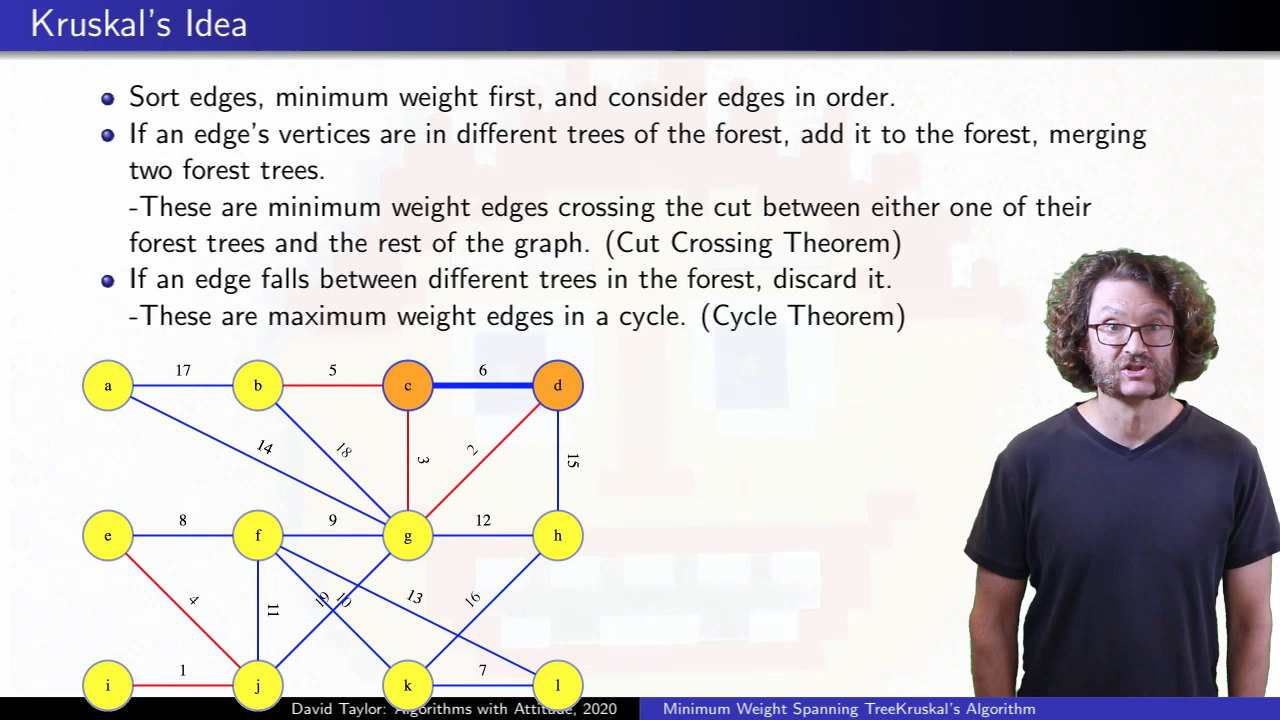 Kruskal's Idea
Sort edges, minimum weight first, and consider edges in order.
If an edge's vertices are in different trees of the forest, add it to the forest, merging
two forest trees.
-These are minimum weight edges crossing the cut between either one of their
forest trees and the rest of the graph. (Cut Crossing Theorem)
If an edge falls between different trees in the forest, discard it.
-These are maximum weight edges in a cycle. (Cycle Theorem)
17 5 6
a b c d
14 18 3 2 15
8 9 12
e f g h
4 11 19 10 13 16
1 7
i j k l
David Taylor: Algorithms with Attitude, 2020
Minimum Weight Spanning TreeKruskal's Algorithm